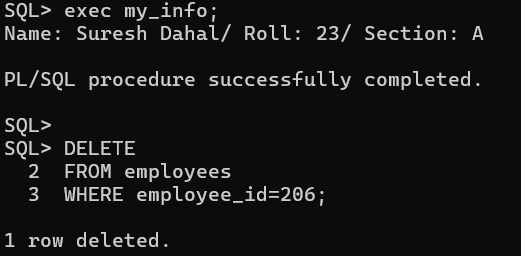 SQL> exec my_info;
Name: Suresh Dahal/ Roll: 23/ Section: A
PL/SQL procedure successfully completed.
SQL>
SQL> DELETE
2 FROM employees
3 WHERE employee_id=206;
1 row deleted.